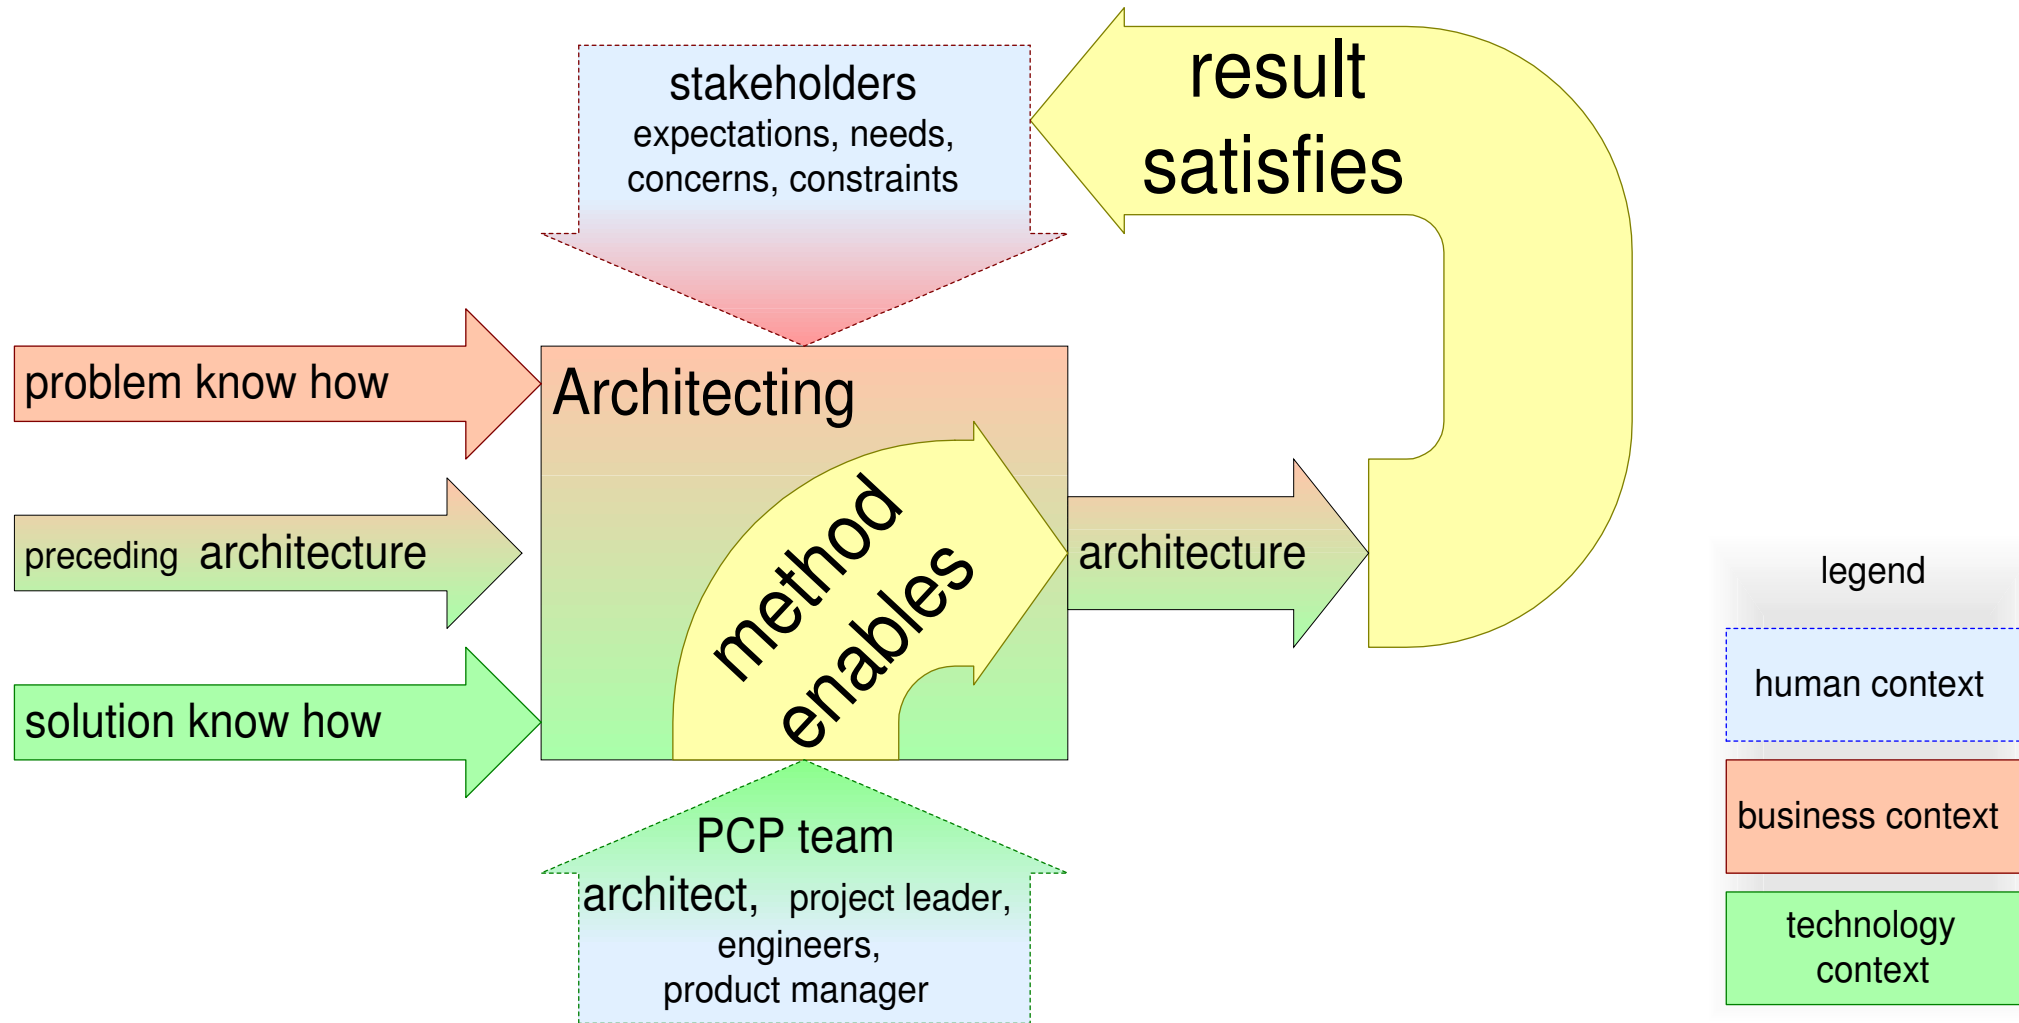 stakeholders
expectations, needs,
concerns, constraints
result
satisfies
problem know how
Architecting
preceding architecture
method
enables
architecture
solution know how
PCP team
architect, project leader,
engineers,
product manager
legend
human context
business context
technology
context